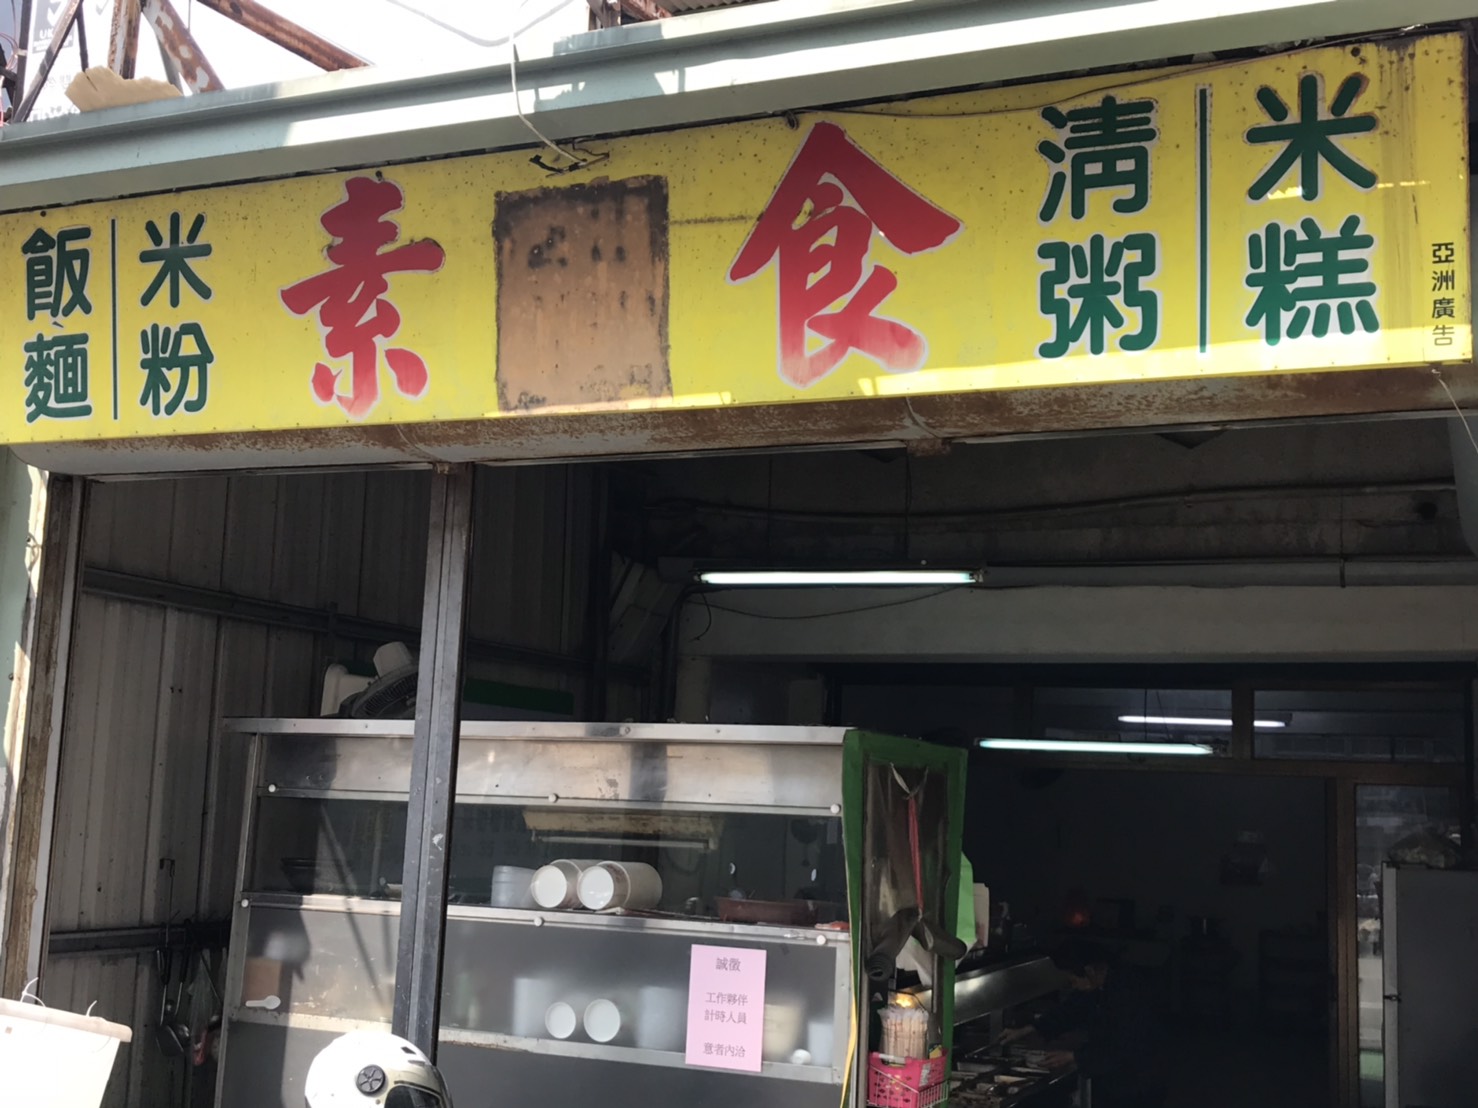 飯麵
米粉
素食
清粥
米糕
亞洲廣告
誠徵
工作夥伴
計時人員
意者內洽